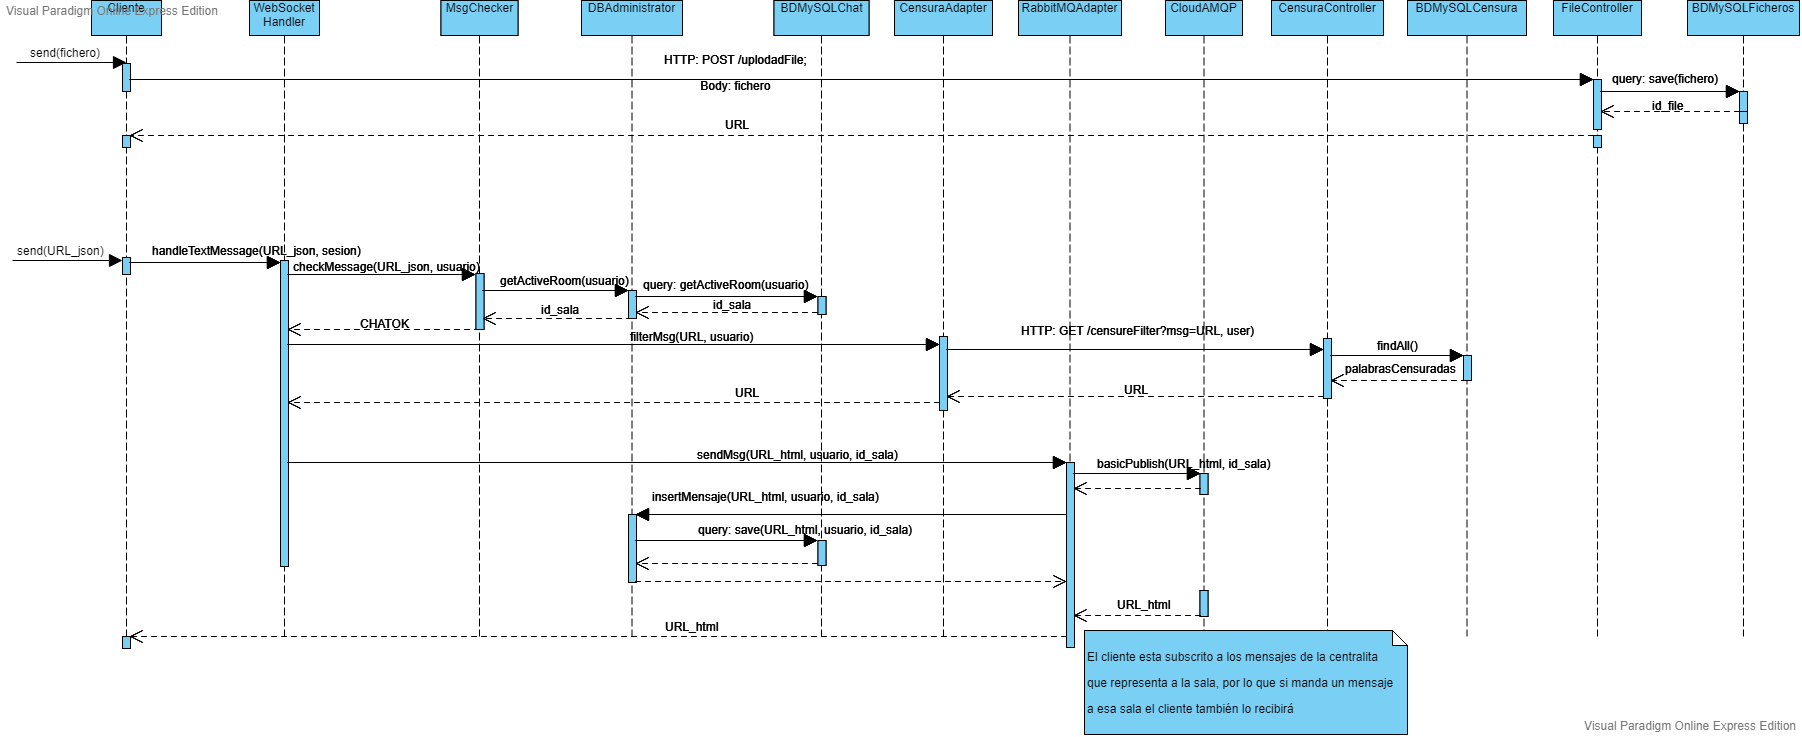 Cliente
WebSocket
Handler
MsgChecker
DBAdministrator
BDMySQLChat
CensuraAdapter
RabbitMQAdapter
CloudAMQP
CensuraController
BDMySQLCensura
FileController
BDMySQLFicheros
Visual Paradigm Online Express Edition
send(fichero)
HTTP: POST /uplodadFile;
Body: fichero
query: save(fichero)
id_file
URL
send(URL_json)
handleTextMessage(URL_json, sesion)
checkMessage(URL_json, usuario)
getActiveRoom(usuario)
query: getActiveRoom(usuario)
id_sala
id_sala
CHATOK
filterMsg(URL, usuario)
HTTP: GET /censureFilter?msg=URL, user)
findAll()
palabrasCensuradas
URL
URL
sendMsg(URL_html, usuario, id_sala)
basicPublish(URL_html, id_sala)
insertMensaje(URL_html, usuario, id_sala)
query: save(URL_html, usuario, id_sala)
URL_html
URL_html
El cliente esta subscrito a los mensajes de la centralita
que representa a la sala, por lo que si manda un mensaje
a esa sala el cliente también lo recibirá
Visual Paradigm Online Express Edition